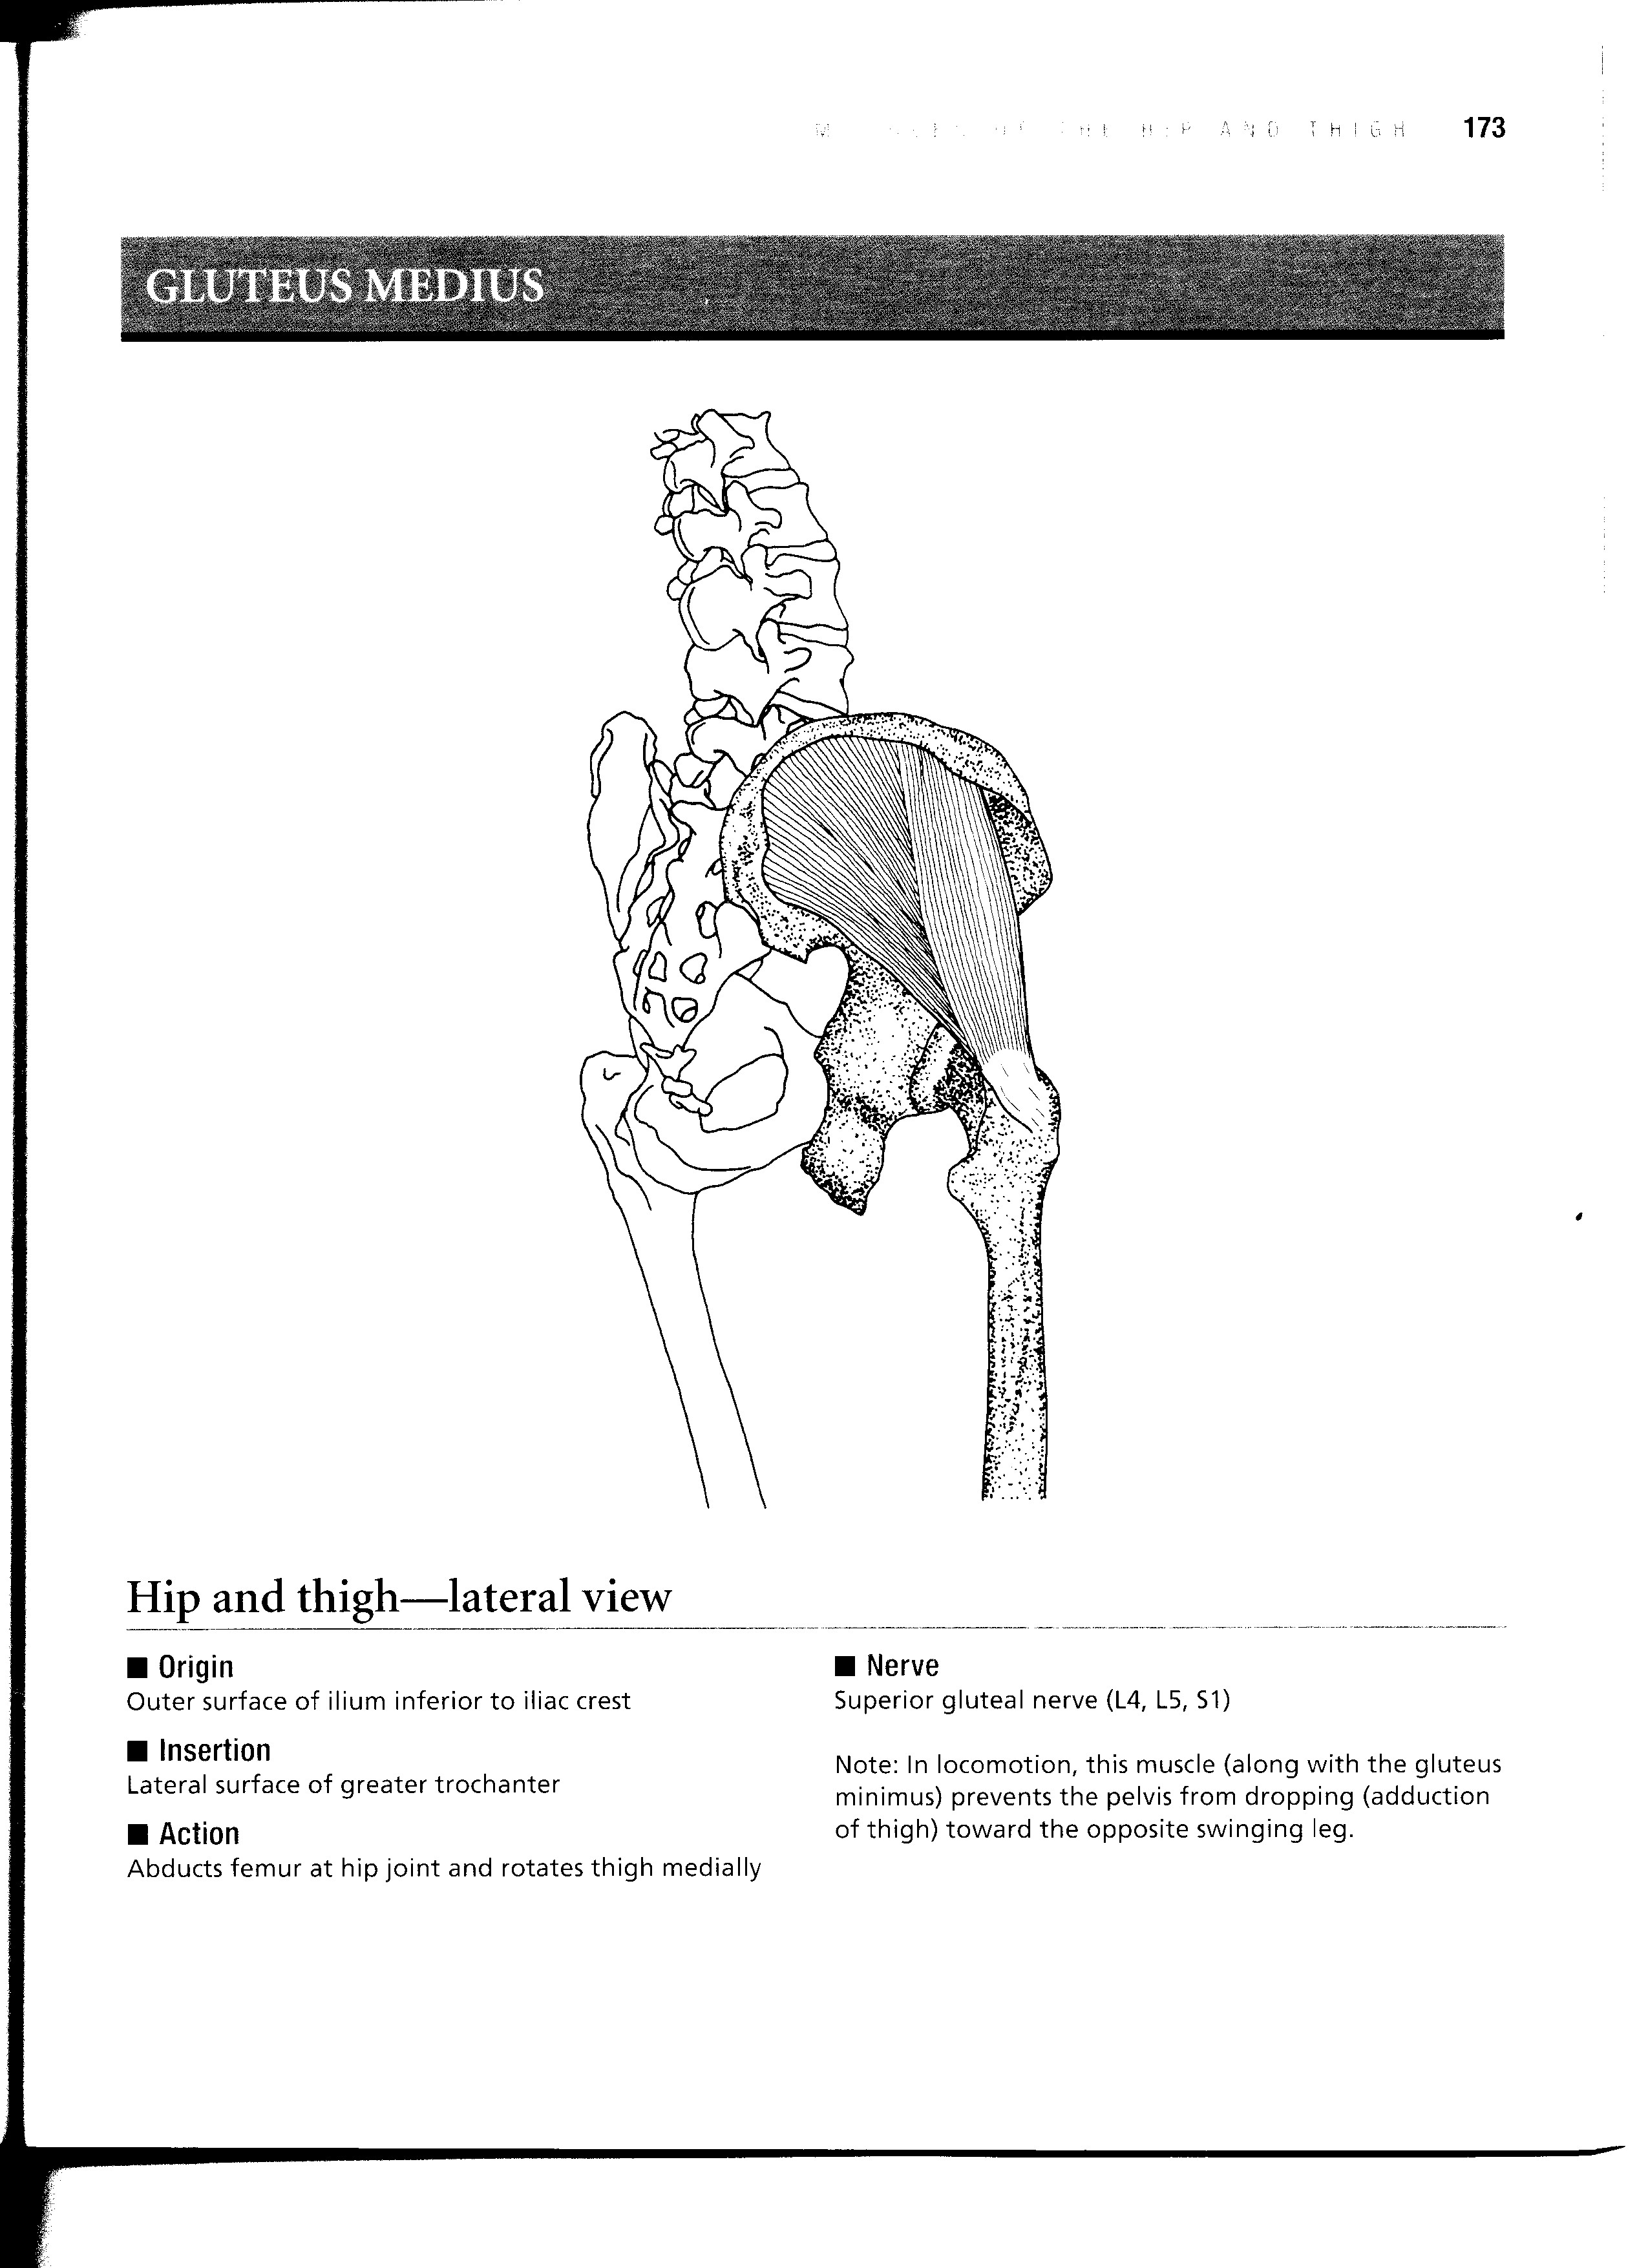 THE HIP AND THIGH 173
GLUTEUS MEDIUS
Hip and thigh—lateral view
■ Origin
Outer surface of ilium inferior to iliac crest
■ Insertion
Lateral surface of greater trochanter
■ Action
Abducts femur at hip joint and rotates thigh medially
■ Nerve
Superior gluteal nerve (L4, L5, S1)
Note: In locomotion, this muscle (along with the gluteus
minimus) prevents the pelvis from dropping (adduction
of thigh) toward the opposite swinging leg.